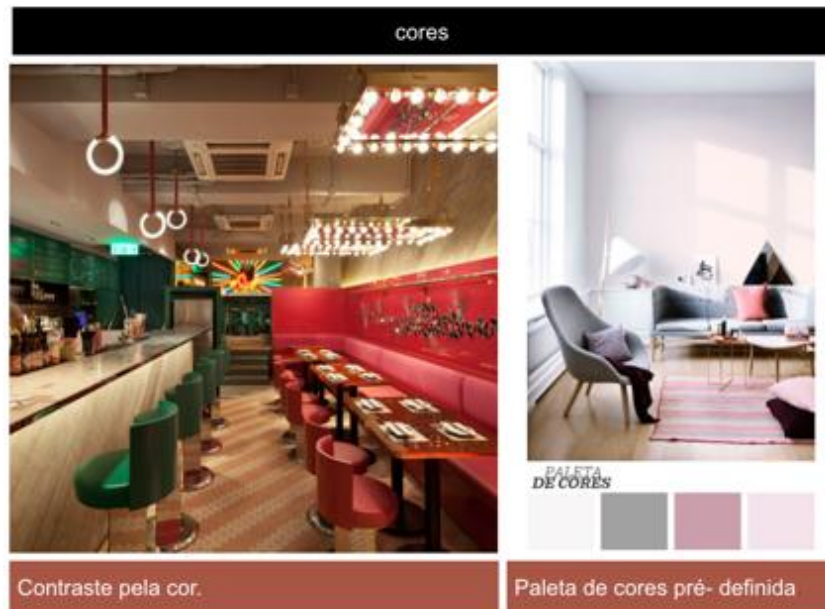 cores
PALETA
DE CORES
Contraste pela cor.
Paleta de cores pré- definida